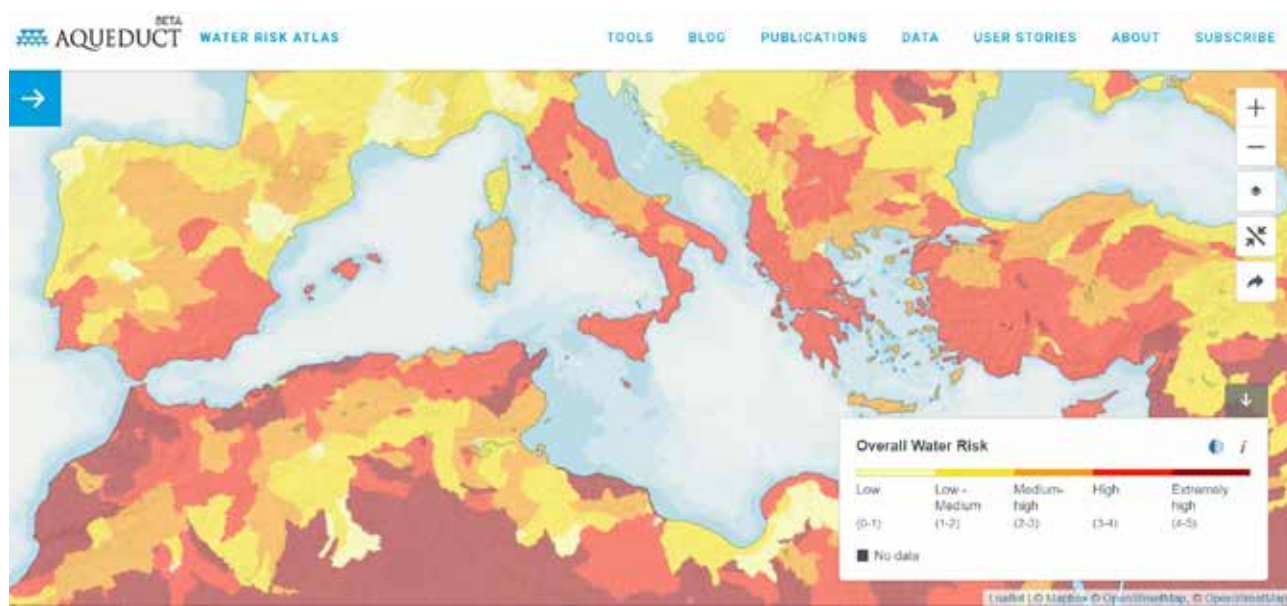 BETA
AQUEDUCT WATER RISK ATLAS TOOLS BLOG PUBLICATIONS DATA USER STORIES ABOUT SUBSCRIBE
Overall Water Risk
Low Low - Medium Medium- high High Extremely high
(0-1) (1-2) (2-3) (3-4) (4-5)
No data
Leaflet | © Mapbox © OpenStreetMap, © OpenStreetMap